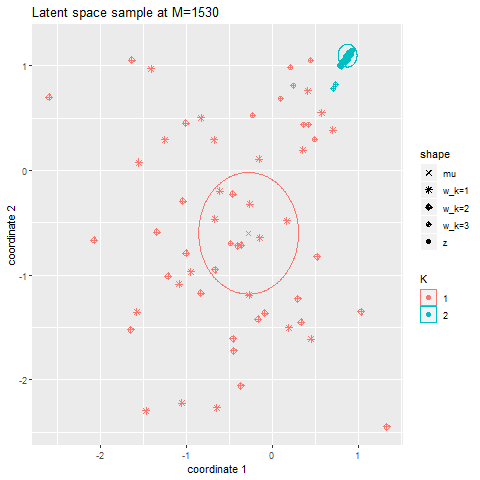 Latent space sample at M=1530
coordinate 2
1
0
-1
-2
-2
-1
0
1
coordinate 1
shape
mu
w_k=1
w_k=2
w_k=3
z
K
1
2